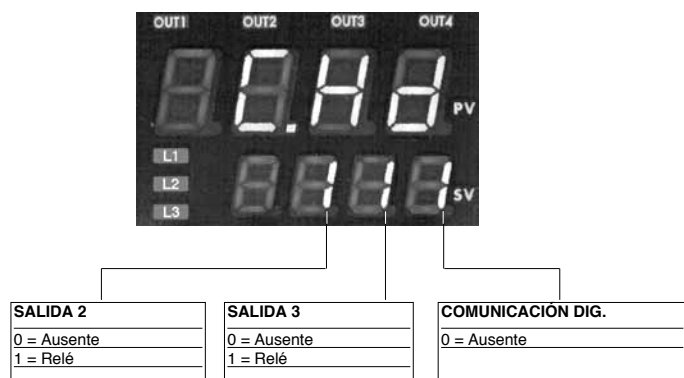 OUT1 OUT2 OUT3 OUT4
C.Hd PV
L1
L2
L3
111 SV
SALIDA 2
0 = Ausente
1 = Relé
SALIDA 3
0 = Ausente
1 = Relé
COMUNICACIÓN DIG.
0 = Ausente